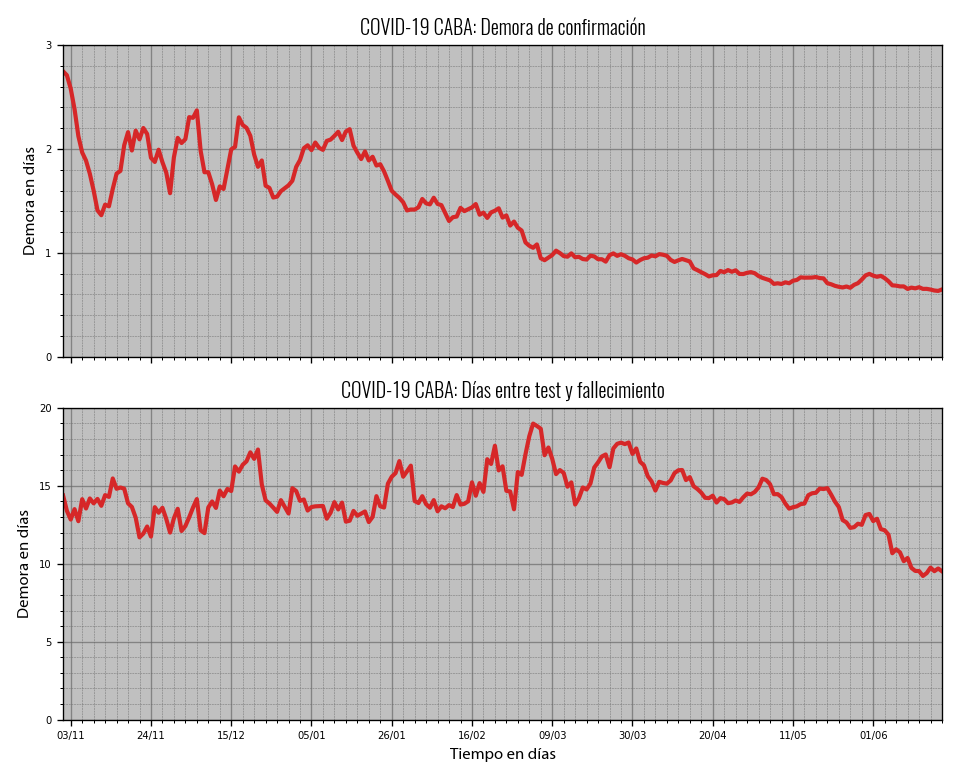 COVID-19 CABA: Demora de confirmación
3
2
1
0
Demora en días
COVID-19 CABA: Días entre test y fallecimiento
20
15
10
5
0
Demora en días
03/11 24/11 15/12 05/01 26/01 16/02 09/03 30/03 20/04 11/05 01/06
Tiempo en días